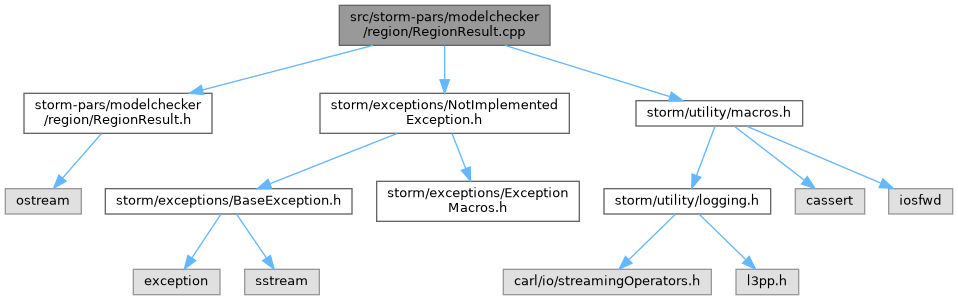 src/storm-pars/modelchecker
/region/RegionResult.cpp
storm-pars/modelchecker
/region/RegionResult.h
storm/exceptions/NotImplemented
Exception.h
storm/utility/macros.h
ostream
storm/exceptions/BaseException.h
storm/exceptions/Exception
Macros.h
storm/utility/logging.h
cassert
iosfwd
exception
sstream
carl/io/streamingOperators.h
l3pp.h